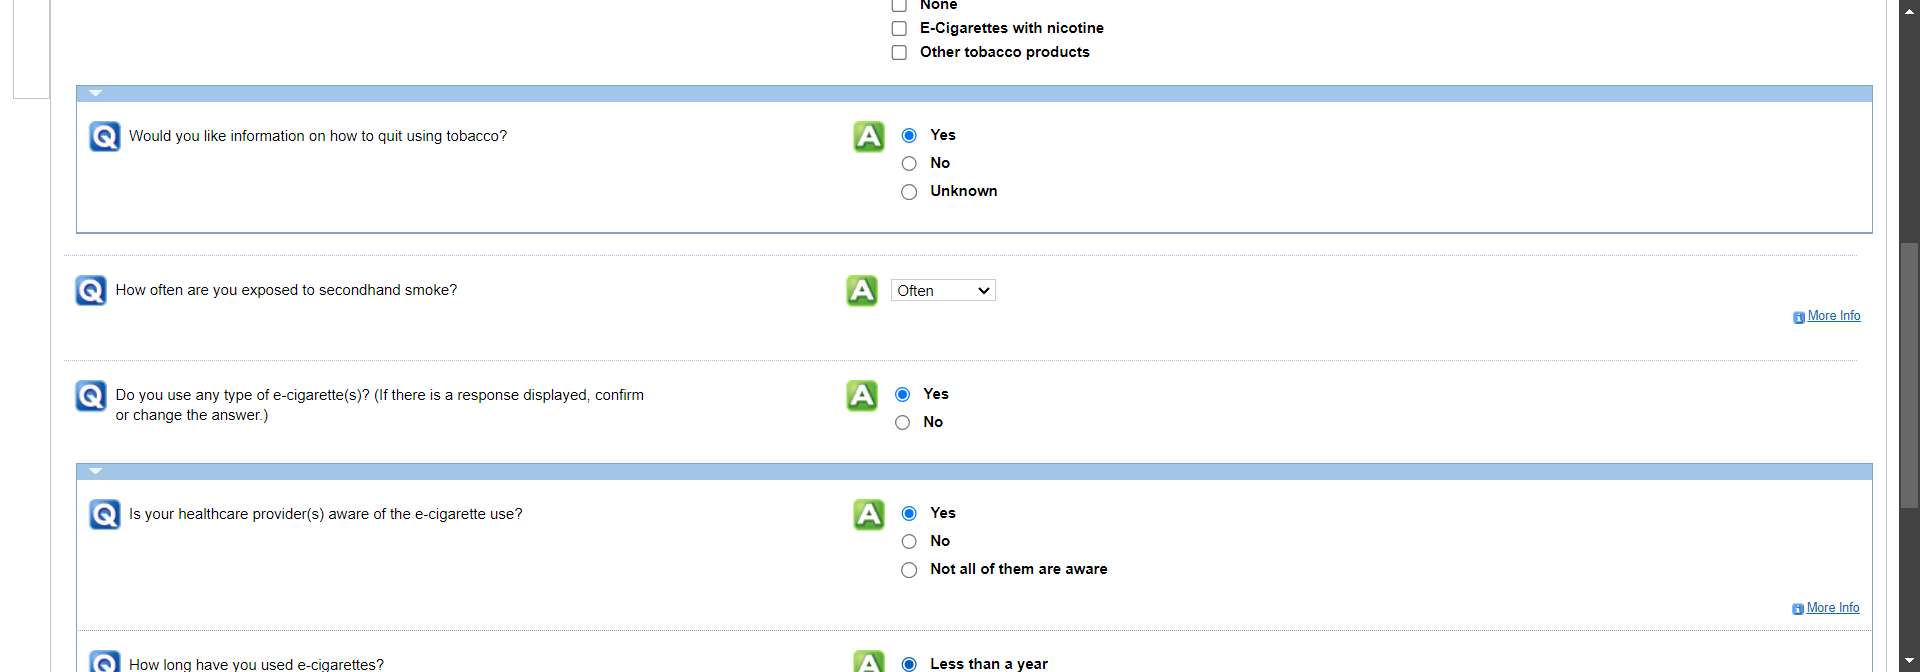 None
E-Cigarettes with nicotine
Other tobacco products
Q Would you like information on how to quit using tobacco?
A Yes
No
Unknown
Q How often are you exposed to secondhand smoke?
A Often
i More Info
Q Do you use any type of e-cigarette(s)? (If there is a response displayed, confirm
or change the answer.)
A Yes
No
Q Is your healthcare provider(s) aware of the e-cigarette use?
A Yes
No
Not all of them are aware
i More Info
Q How long have you used e-cigarettes?
A Less than a year